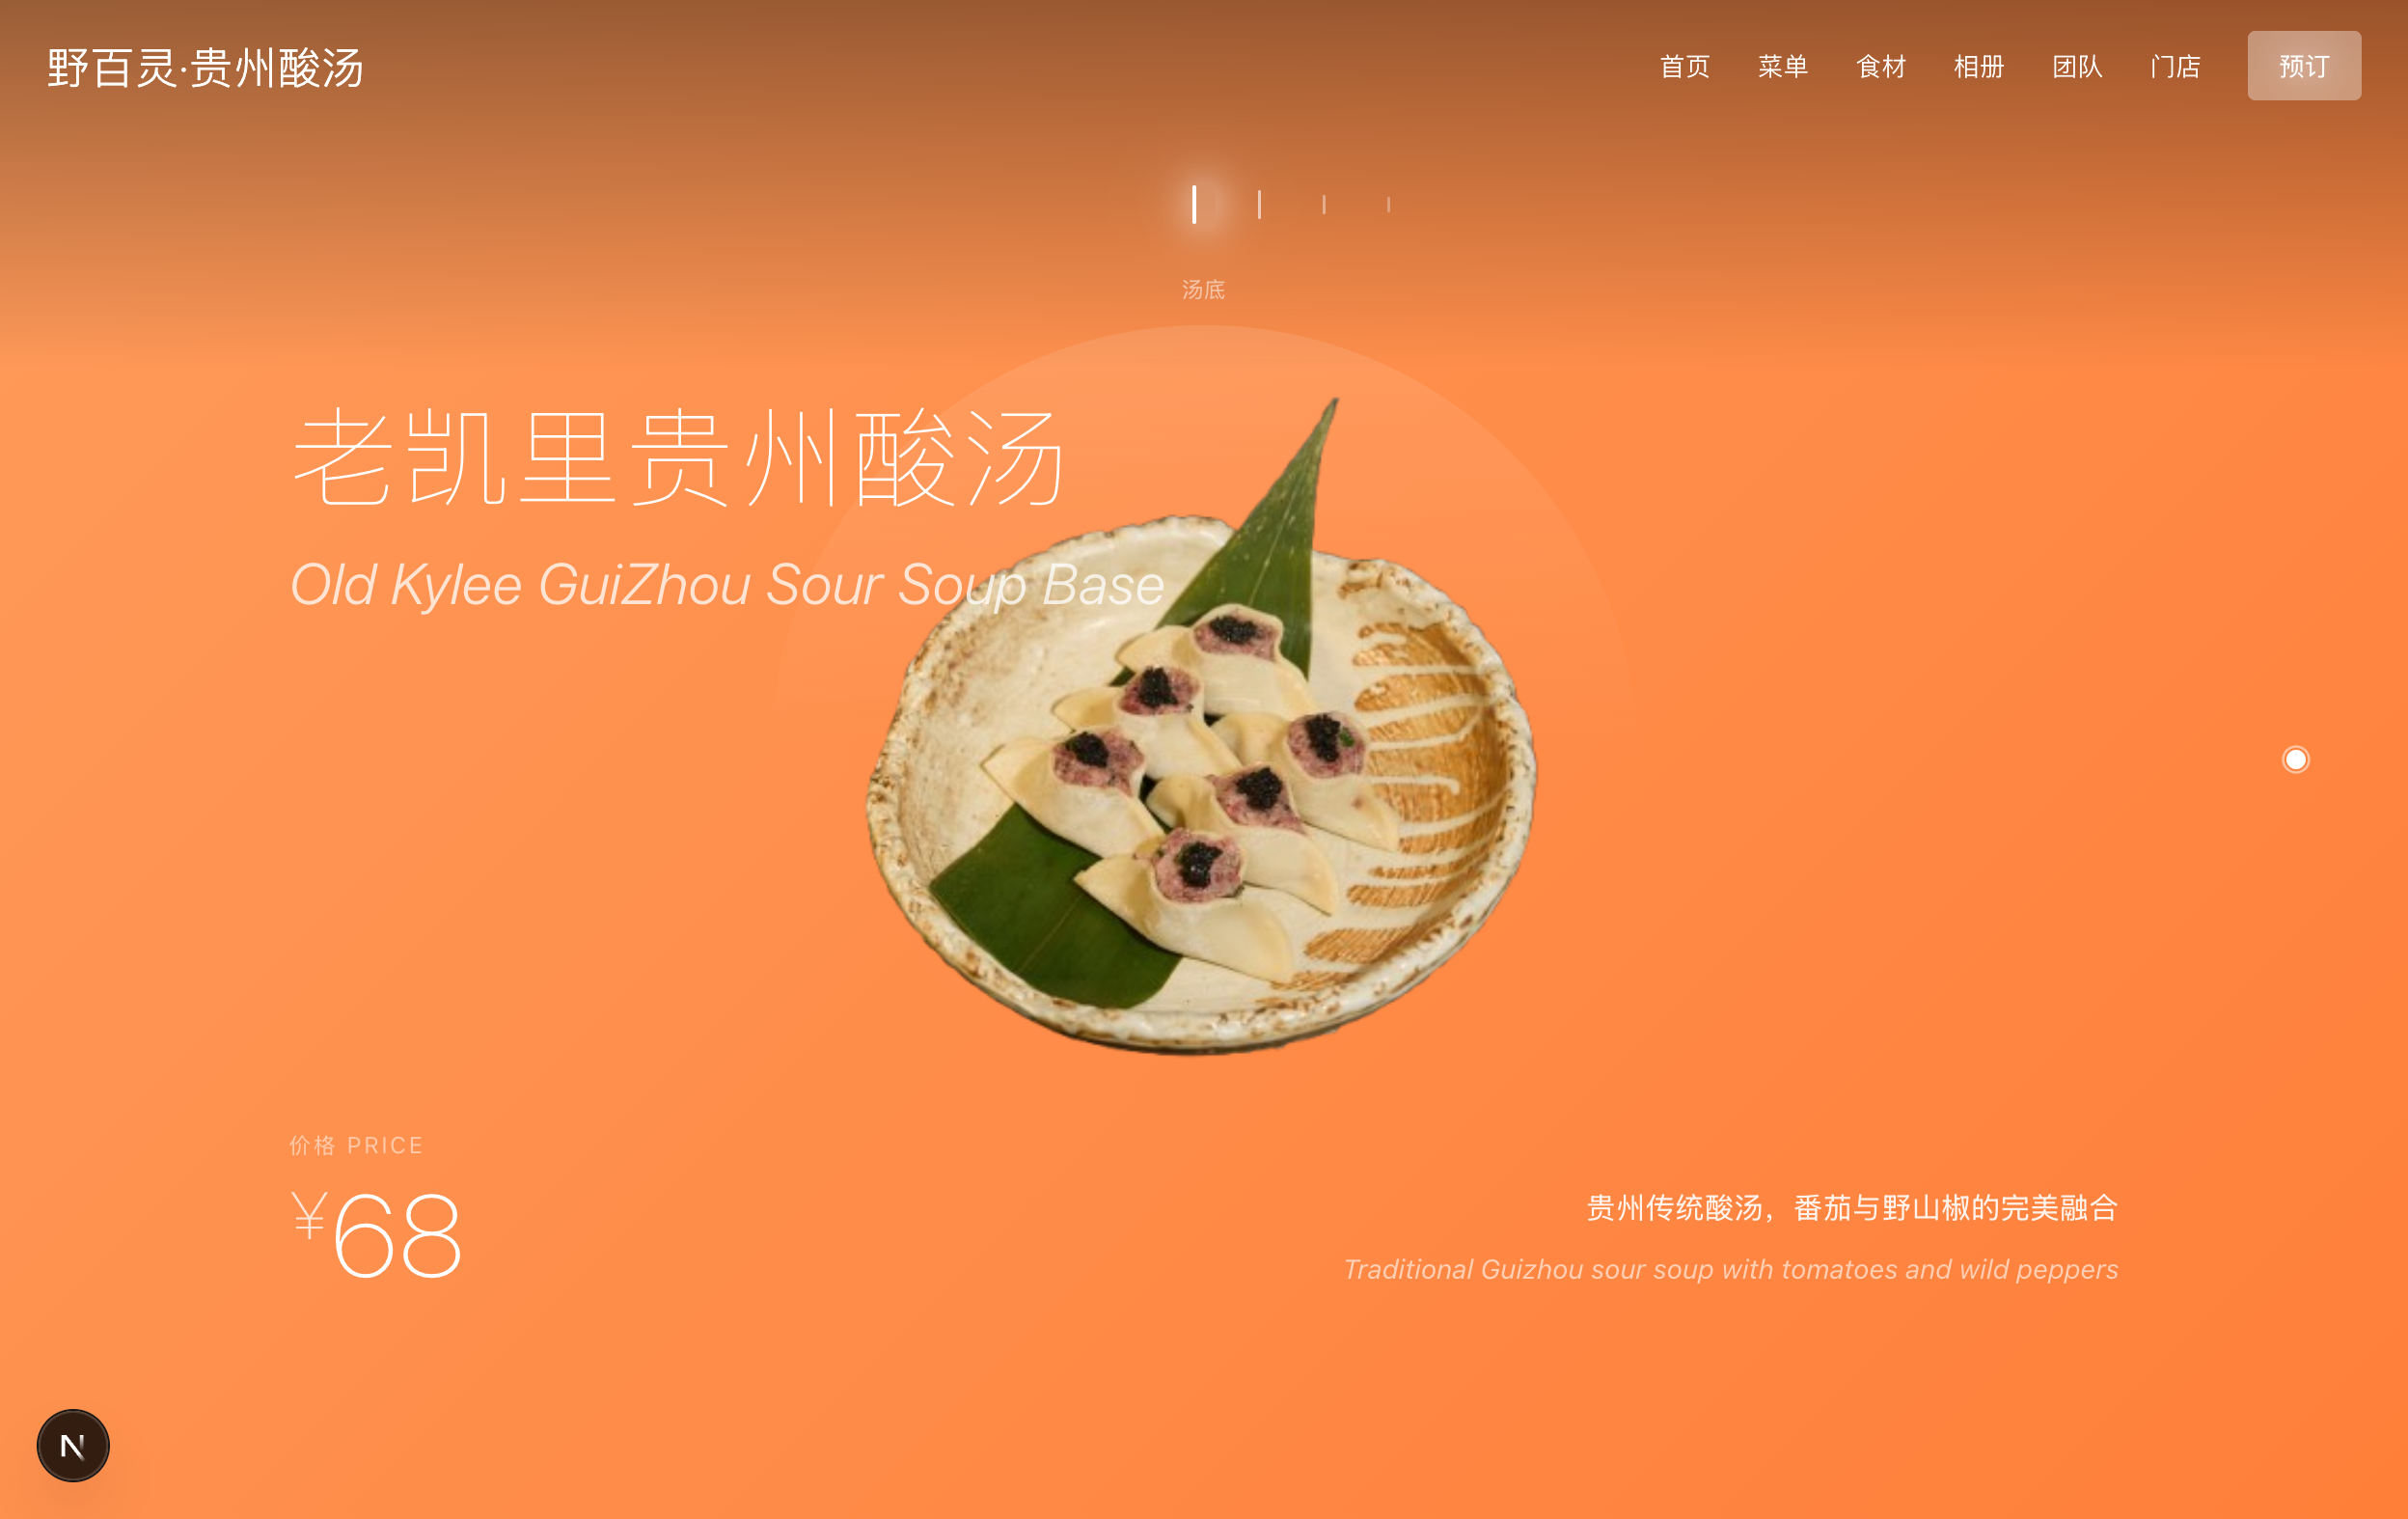 野百灵·贵州酸汤
首页 菜单 食材 相册 团队 门店 预订
汤底
老凯里贵州酸汤
Old Kylee GuiZhou Sour Soup Base
价格 PRICE
¥68
贵州传统酸汤，番茄与野山椒的完美融合
Traditional Guizhou sour soup with tomatoes and wild peppers
N